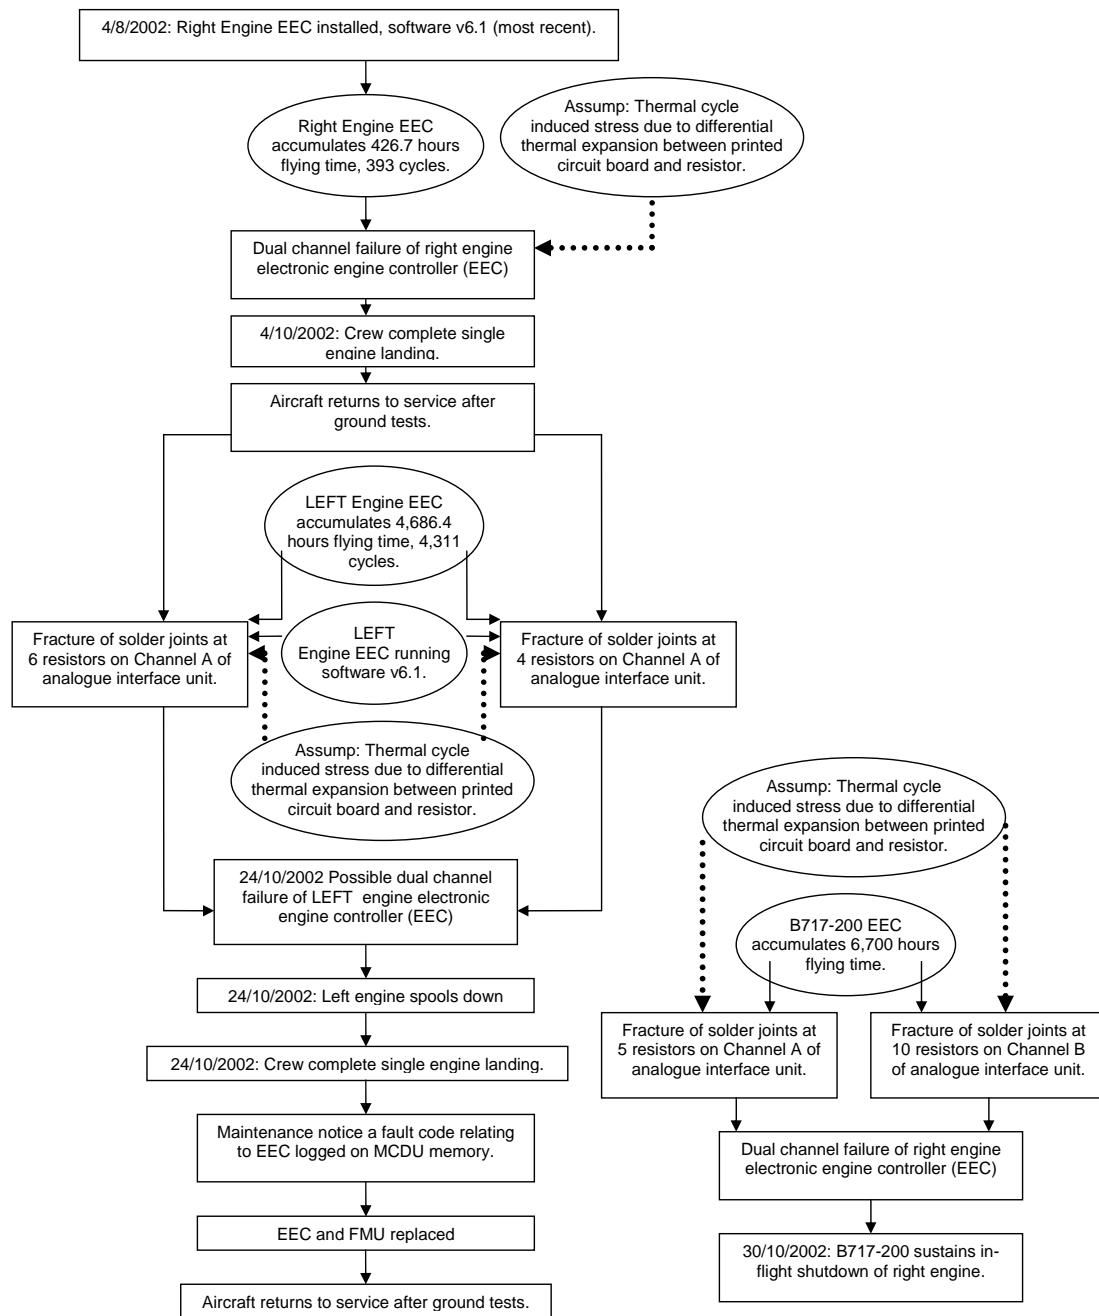 4/8/2002: Right Engine EEC installed, software v6.1 (most recent).
Right Engine EEC
accumulates 426.7 hours
flying time, 393 cycles.
Assump: Thermal cycle
induced stress due to differential
thermal expansion between printed
circuit board and resistor.
Dual channel failure of right engine
electronic engine controller (EEC)
4/10/2002: Crew complete single
engine landing.
Aircraft returns to service after
ground tests.
LEFT Engine EEC
accumulates 4,686.4
hours flying time, 4,311
cycles.
Fracture of solder joints at
6 resistors on Channel A of
analogue interface unit.
LEFT
Engine EEC running
software v6.1.
Fracture of solder joints at
4 resistors on Channel A of
analogue interface unit.
Assump: Thermal cycle
induced stress due to differential
thermal expansion between printed
circuit board and resistor.
Assump: Thermal cycle
induced stress due to differential
thermal expansion between printed
circuit board and resistor.
24/10/2002 Possible dual channel
failure of LEFT engine electronic
engine controller (EEC)
B717-200 EEC
accumulates 6,700 hours
flying time.
24/10/2002: Left engine spools down
Fracture of solder joints at
5 resistors on Channel A of
analogue interface unit.
Fracture of solder joints at
10 resistors on Channel B
of analogue interface unit.
24/10/2002: Crew complete single engine landing.
Maintenance notice a fault code relating
to EEC logged on MCDU memory.
Dual channel failure of right engine
electronic engine controller (EEC)
EEC and FMU replaced
30/10/2002: B717-200 sustains in-
flight shutdown of right engine.
Aircraft returns to service after ground tests.